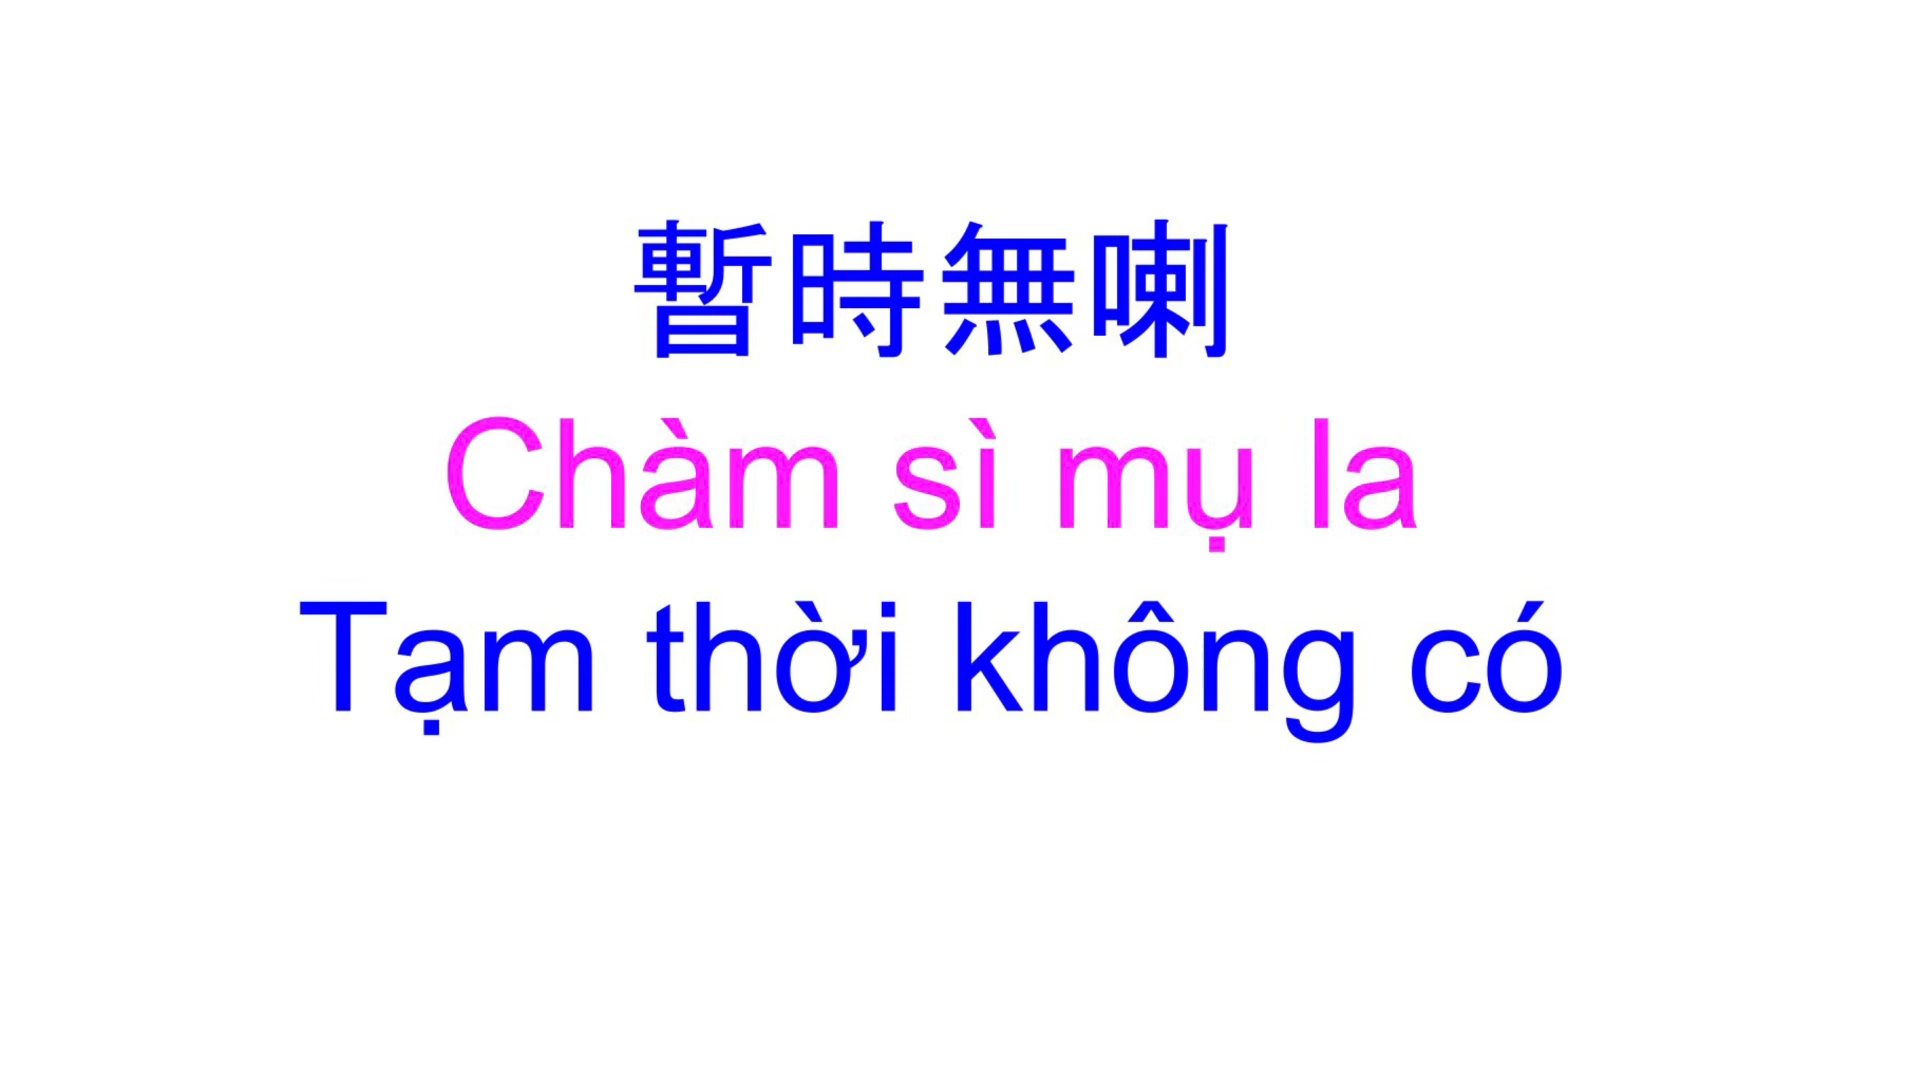 暫時無喇
Chàm sì mụ la
Tạm thời không có